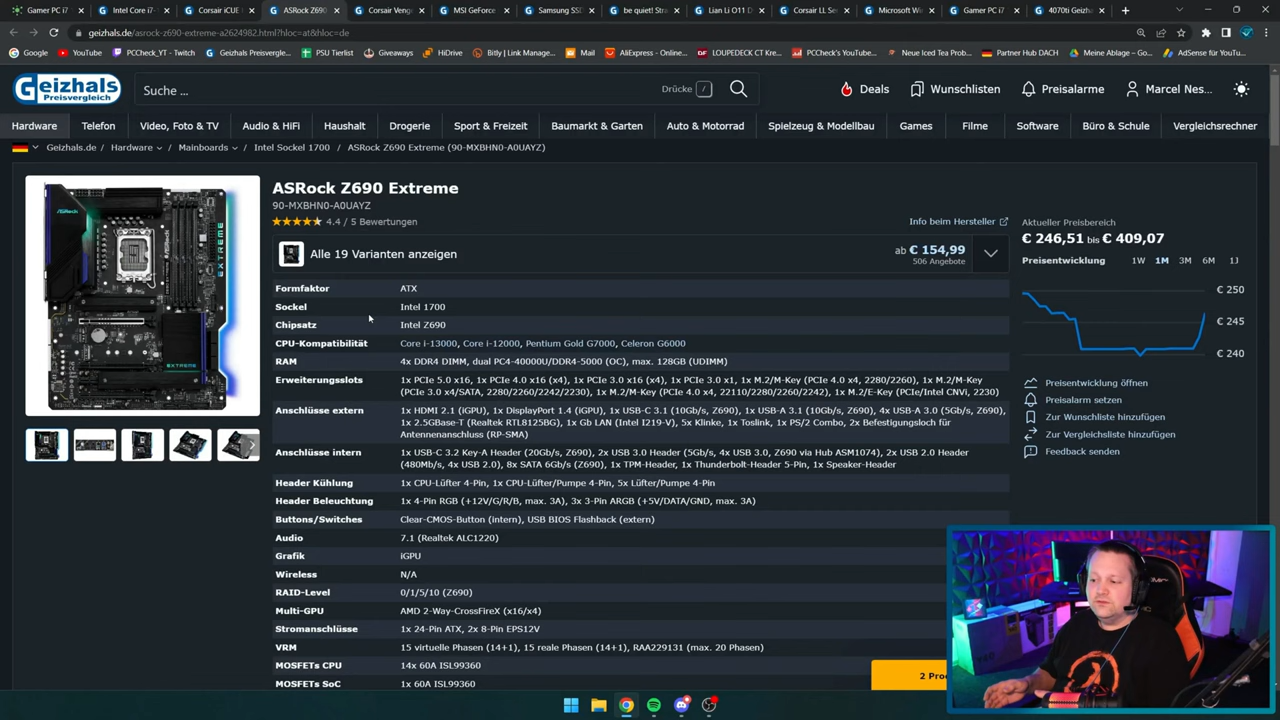 Gamer PC i7
Intel Core i7-
Corsair iCUE
ASRock Z690
Corsair Veng
MSI GeForce
Samsung SSD
be quiet! Stra
Lian Li O11 D
Corsair LL Se
Microsoft W
Gamer PC i7
4070ti Geizh
geizhals.de/asrock-z690-extreme-a2624982.html?hloc=at&hloc=de
Google
YouTube
PCCheck_YT - Twitch
Geizhals Preisvergle...
PSU Tierlist
Giveaways
HiDrive
Bitly | Link Manage...
Mail
AliExpress - Online...
LOUPEDECK CT Ihr...
PCCheck's YouTube...
Neue Iced Tea Prob...
Partner Hub DACH
Meine Ablage – Go...
AdSense für YouTu...
Geizhals
Preisvergleich
Suche ...
Drücke /
Deals
Wunschlisten
Preisalarme
Marcel Nes...
Hardware
Telefon
Video, Foto & TV
Audio & HiFi
Haushalt
Drogerie
Sport & Freizeit
Baumarkt & Garten
Auto & Motorrad
Spielzeug & Modellbau
Games
Filme
Software
Büro & Schule
Vergleichsrechner
Geizhals.de / Hardware / Mainboards / Intel Sockel 1700 / ASRock Z690 Extreme (90-MXBHN0-A0UAYZ)
ASRock Z690 Extreme
90-MXBHN0-A0UAYZ
4.4 / 5 Bewertungen
Info beim Hersteller
Alle 19 Varianten anzeigen
ab € 154,99
506 Angebote
Formfaktor ATX
Sockel Intel 1700
Chipsatz Intel Z690
CPU-Kompatibilität Core i-13000, Core i-12000, Pentium Gold G7000, Celeron G6000
RAM 4x DDR4 DIMM, dual PC4-40000U/DDR4-5000 (OC), max. 128GB (UDIMM)
Erweiterungsslots 1x PCIe 5.0 x16, 1x PCIe 4.0 x16 (x4), 1x PCIe 3.0 x16 (x4), 1x PCIe 3.0 x1, 1x M.2/M-Key (PCIe 4.0 x4, 2280/2260), 1x M.2/M-Key
(PCIe 3.0 x4/SATA, 2280/2260/2242/2230), 1x M.2/M-Key (PCIe 4.0 x4, 22110/2280/2260/2242), 1x M.2/E-Key (PCIe/Intel CNVi, 2230)
Anschlüsse extern 1x HDMI 2.1 (iGPU), 1x DisplayPort 1.4 (iGPU), 1x USB-C 3.1 (10Gb/s, Z690), 1x USB-A 3.1 (10Gb/s, Z690), 4x USB-A 3.0 (5Gb/s, Z690),
1x 2.5GBase-T (Realtek RTL8125BG), 1x Gb LAN (Intel I219-V), 5x Klinke, 1x Toslink, 1x PS/2 Combo, 2x Befestigungsloch für
Antennenanschluss (RP-SMA)
Anschlüsse intern 1x USB-C 3.2 Key-A Header (20Gb/s, Z690), 2x USB 3.0 Header (5Gb/s, 4x USB 3.0, Z690 via Hub ASM1074), 2x USB 2.0 Header
(480Mb/s, 4x USB 2.0), 8x SATA 6Gb/s (Z690), 1x TPM-Header, 1x Thunderbolt-Header 5-Pin, 1x Speaker-Header
Header Kühlung 1x CPU-Lüfter 4-Pin, 1x CPU-Lüfter/Pumpe 4-Pin, 5x Lüfter/Pumpe 4-Pin
Header Beleuchtung 1x 4-Pin RGB (+12V/G/R/B, max. 3A), 3x 3-Pin ARGB (+5V/DATA/GND, max. 3A)
Buttons/Switches Clear-CMOS-Button (intern), USB BIOS Flashback (extern)
Audio 7.1 (Realtek ALC1220)
Grafik iGPU
Wireless N/A
RAID-Level 0/1/5/10 (Z690)
Multi-GPU AMD 2-Way-CrossFireX (x16/x4)
Stromanschlüsse 1x 24-Pin ATX, 2x 8-Pin EPS12V
VRM 15 virtuelle Phasen (14+1), 15 reale Phasen (14+1), RAA229131 (max. 20 Phasen)
MOSFETs CPU 14x 60A ISL99360
MOSFETs SoC 1x 60A ISL99360
Aktueller Preisbereich
€ 246,51 bis € 409,07
Preisentwicklung 1W 1M 3M 6M 1J
€ 250
€ 245
€ 240
Preisentwicklung öffnen
Preisalarm setzen
Zur Wunschliste hinzufügen
Zur Vergleichsliste hinzufügen
Feedback senden
EXTREME
EXTREME
2 Pro